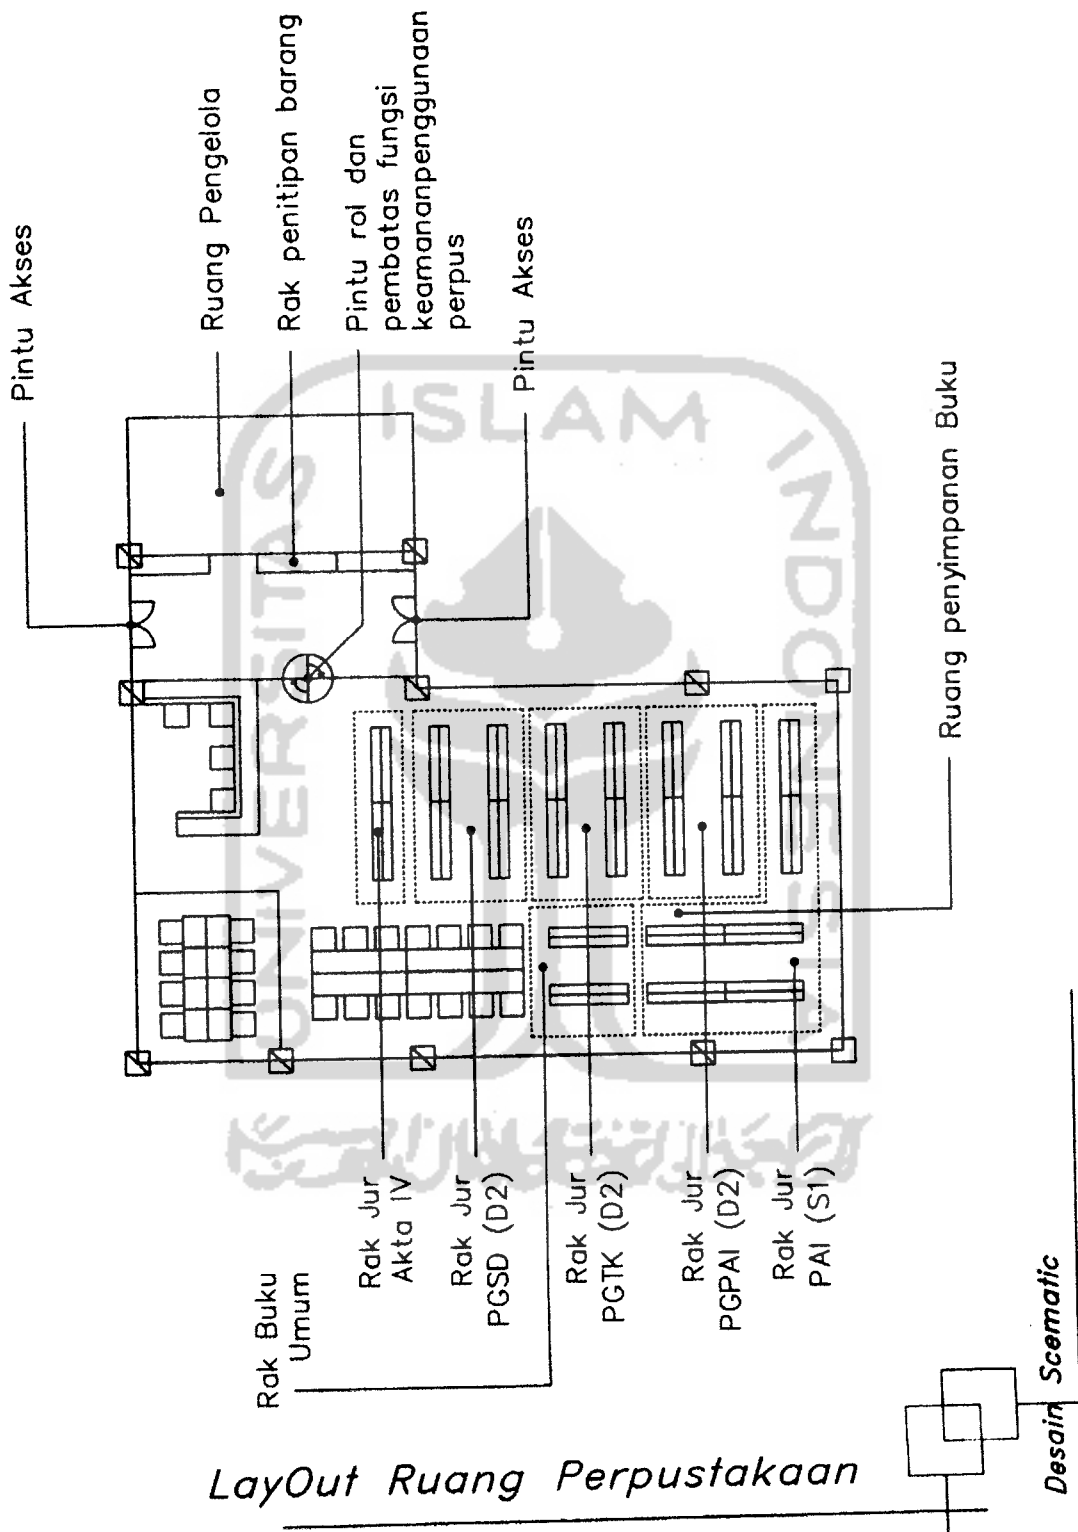 LayOut Ruang Perpustakaan
Rak Buku
Umum
Rak Jur
Akta IV
Rak Jur
PGSD (D2)
Rak Jur
PGTK (D2)
Rak Jur
PGPAI (D2)
Rak Jur
PAI (S1)
Pintu Akses
Ruang Pengelola
Rak penitipan barang
Pintu rol dan
pembatas fungsi
keamananpenggunaan
perpus
Pintu Akses
Ruang penyimpanan Buku
Desain Scematic
UNIVERSITAS
ISLAM
INDONESIA